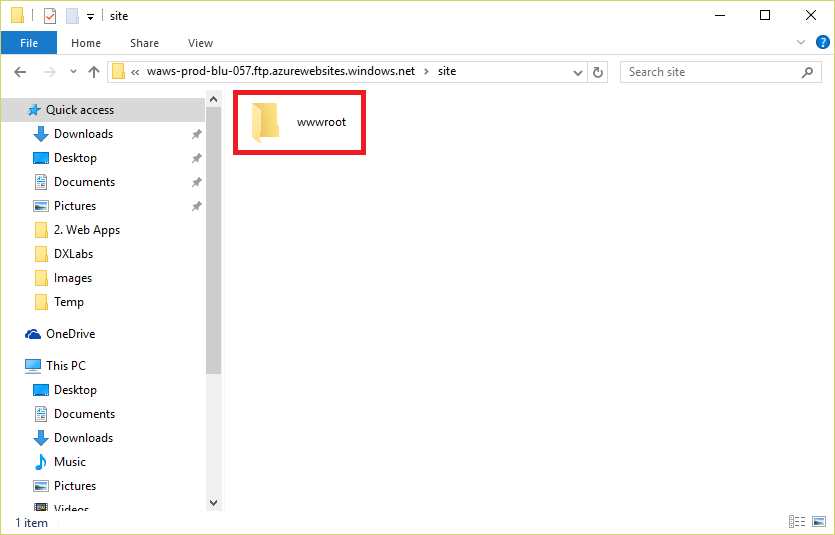 site
File Home Share View
« waws-prod-blu-057.ftp.azurewebsites.windows.net › site
Search site
Quick access
Downloads
Desktop
Documents
Pictures
2. Web Apps
DXLabs
Images
Temp
OneDrive
This PC
Desktop
Documents
Downloads
Music
Pictures
Videos
wwwroot
1 item